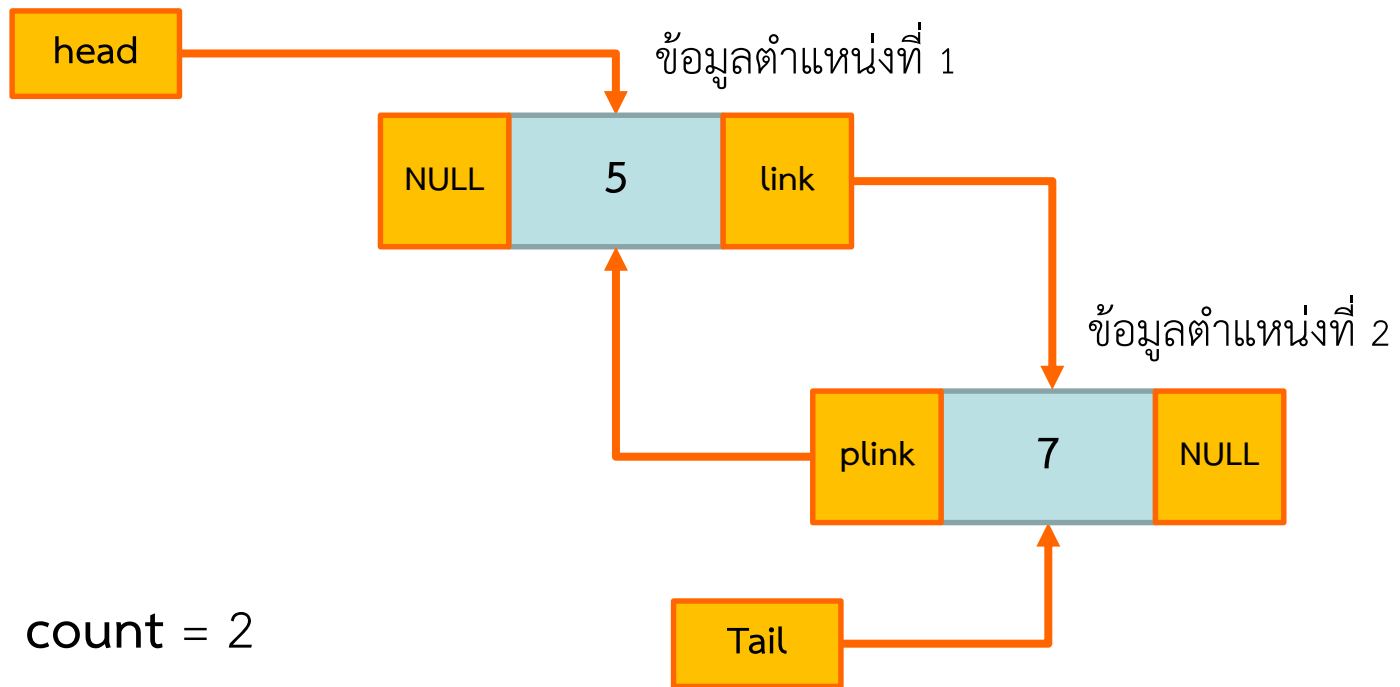 head
ข้อมูลตำแหน่งที่ 1
NULL 5 link
ข้อมูลตำแหน่งที่ 2
plink 7 NULL
count = 2
Tail